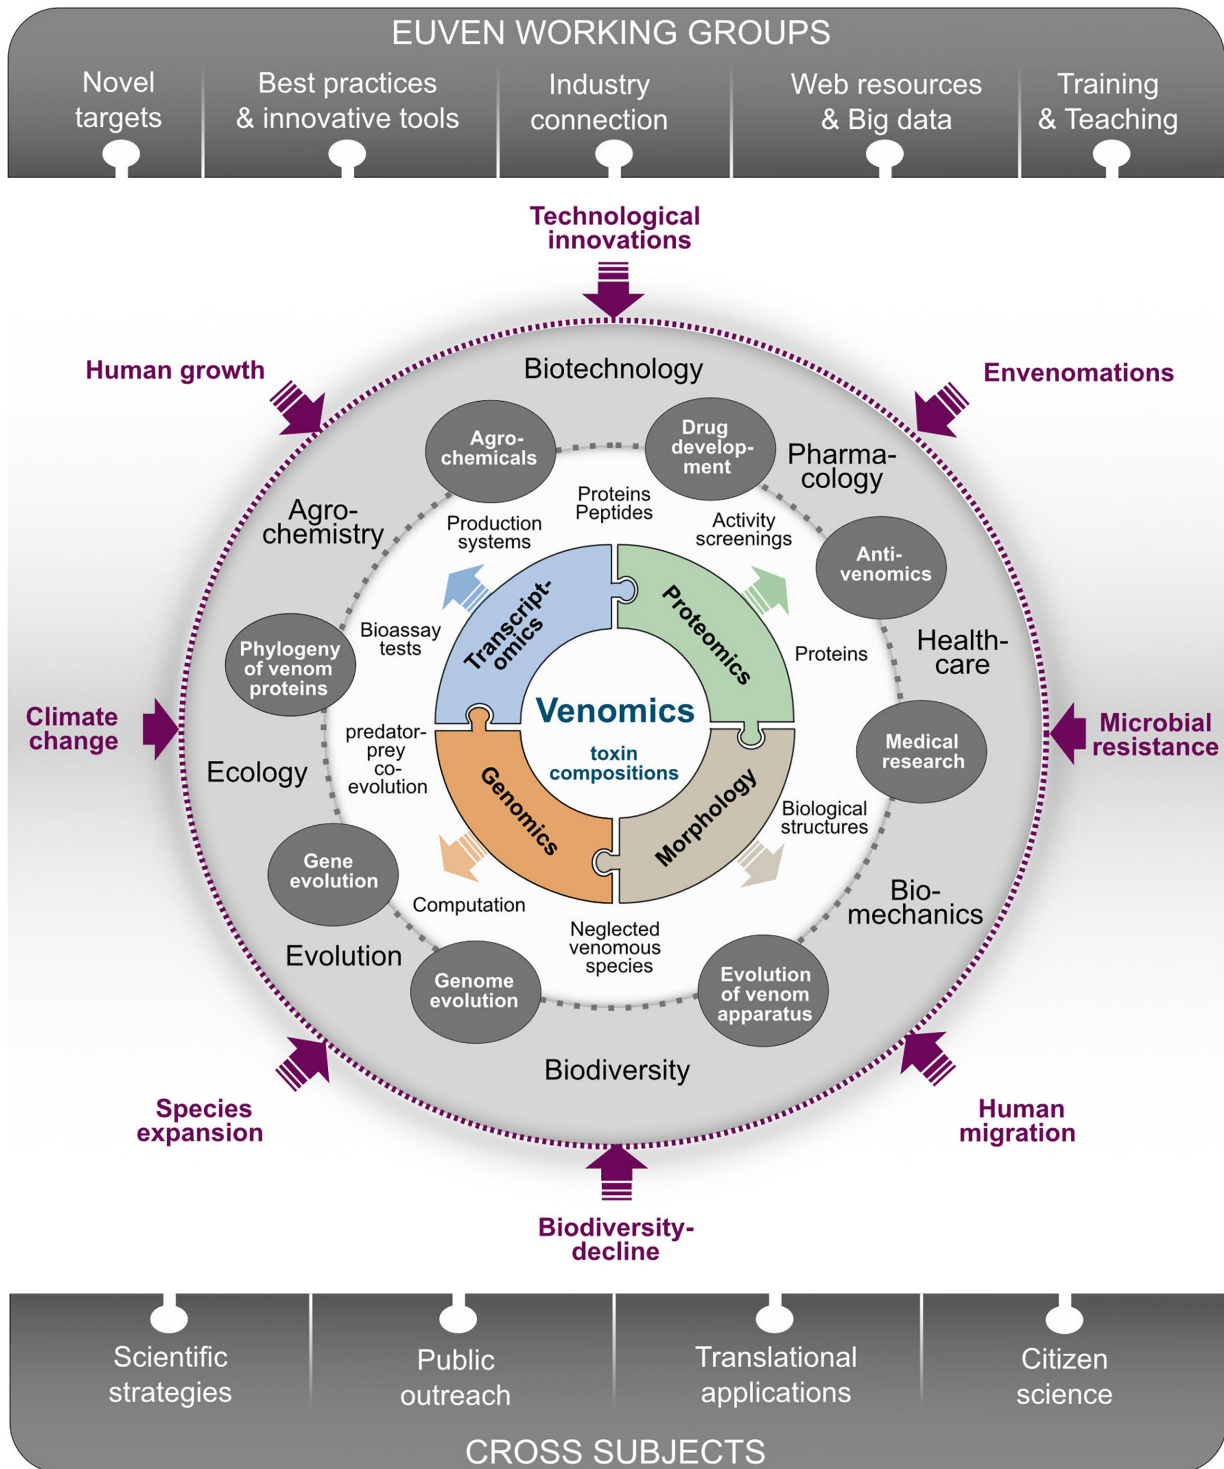 EUVEN WORKING GROUPS
Novel
targets
Best practices
& innovative tools
Industry
connection
Web resources
& Big data
Training
& Teaching
Technological
innovations
Human growth
Envenomations
Biotechnology
Agro-
chemicals
Drug
develop-
ment
Pharma-
cology
Agro-
chemistry
Production
systems
Proteins
Peptides
Activity
screenings
Anti-
venomics
Transcript-
omics
Proteomics
Bioassay
tests
Proteins
Health-
care
Phylogeny
of venom
proteins
Climate
change
Venomics
toxin
compositions
Medical
research
Microbial
resistance
predator-
prey
co-
evolution
Ecology
Genomics
Morphology
Biological
structures
Gene
evolution
Computation
Bio-
mechanics
Evolution
Neglected
venomous
species
Genome
evolution
Evolution
of venom
apparatus
Biodiversity
Species
expansion
Human
migration
Biodiversity-
decline
Scientific
strategies
Public
outreach
Translational
applications
Citizen
science
CROSS SUBJECTS